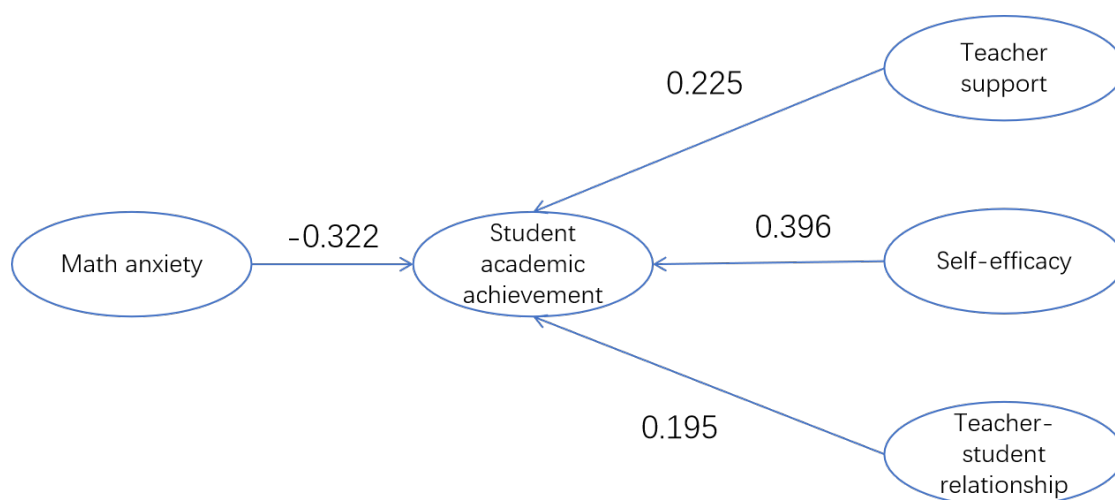 Teacher
support
0.225
Math anxiety
-0.322
Student
academic
achievement
0.396
Self-efficacy
0.195
Teacher-
student
relationship